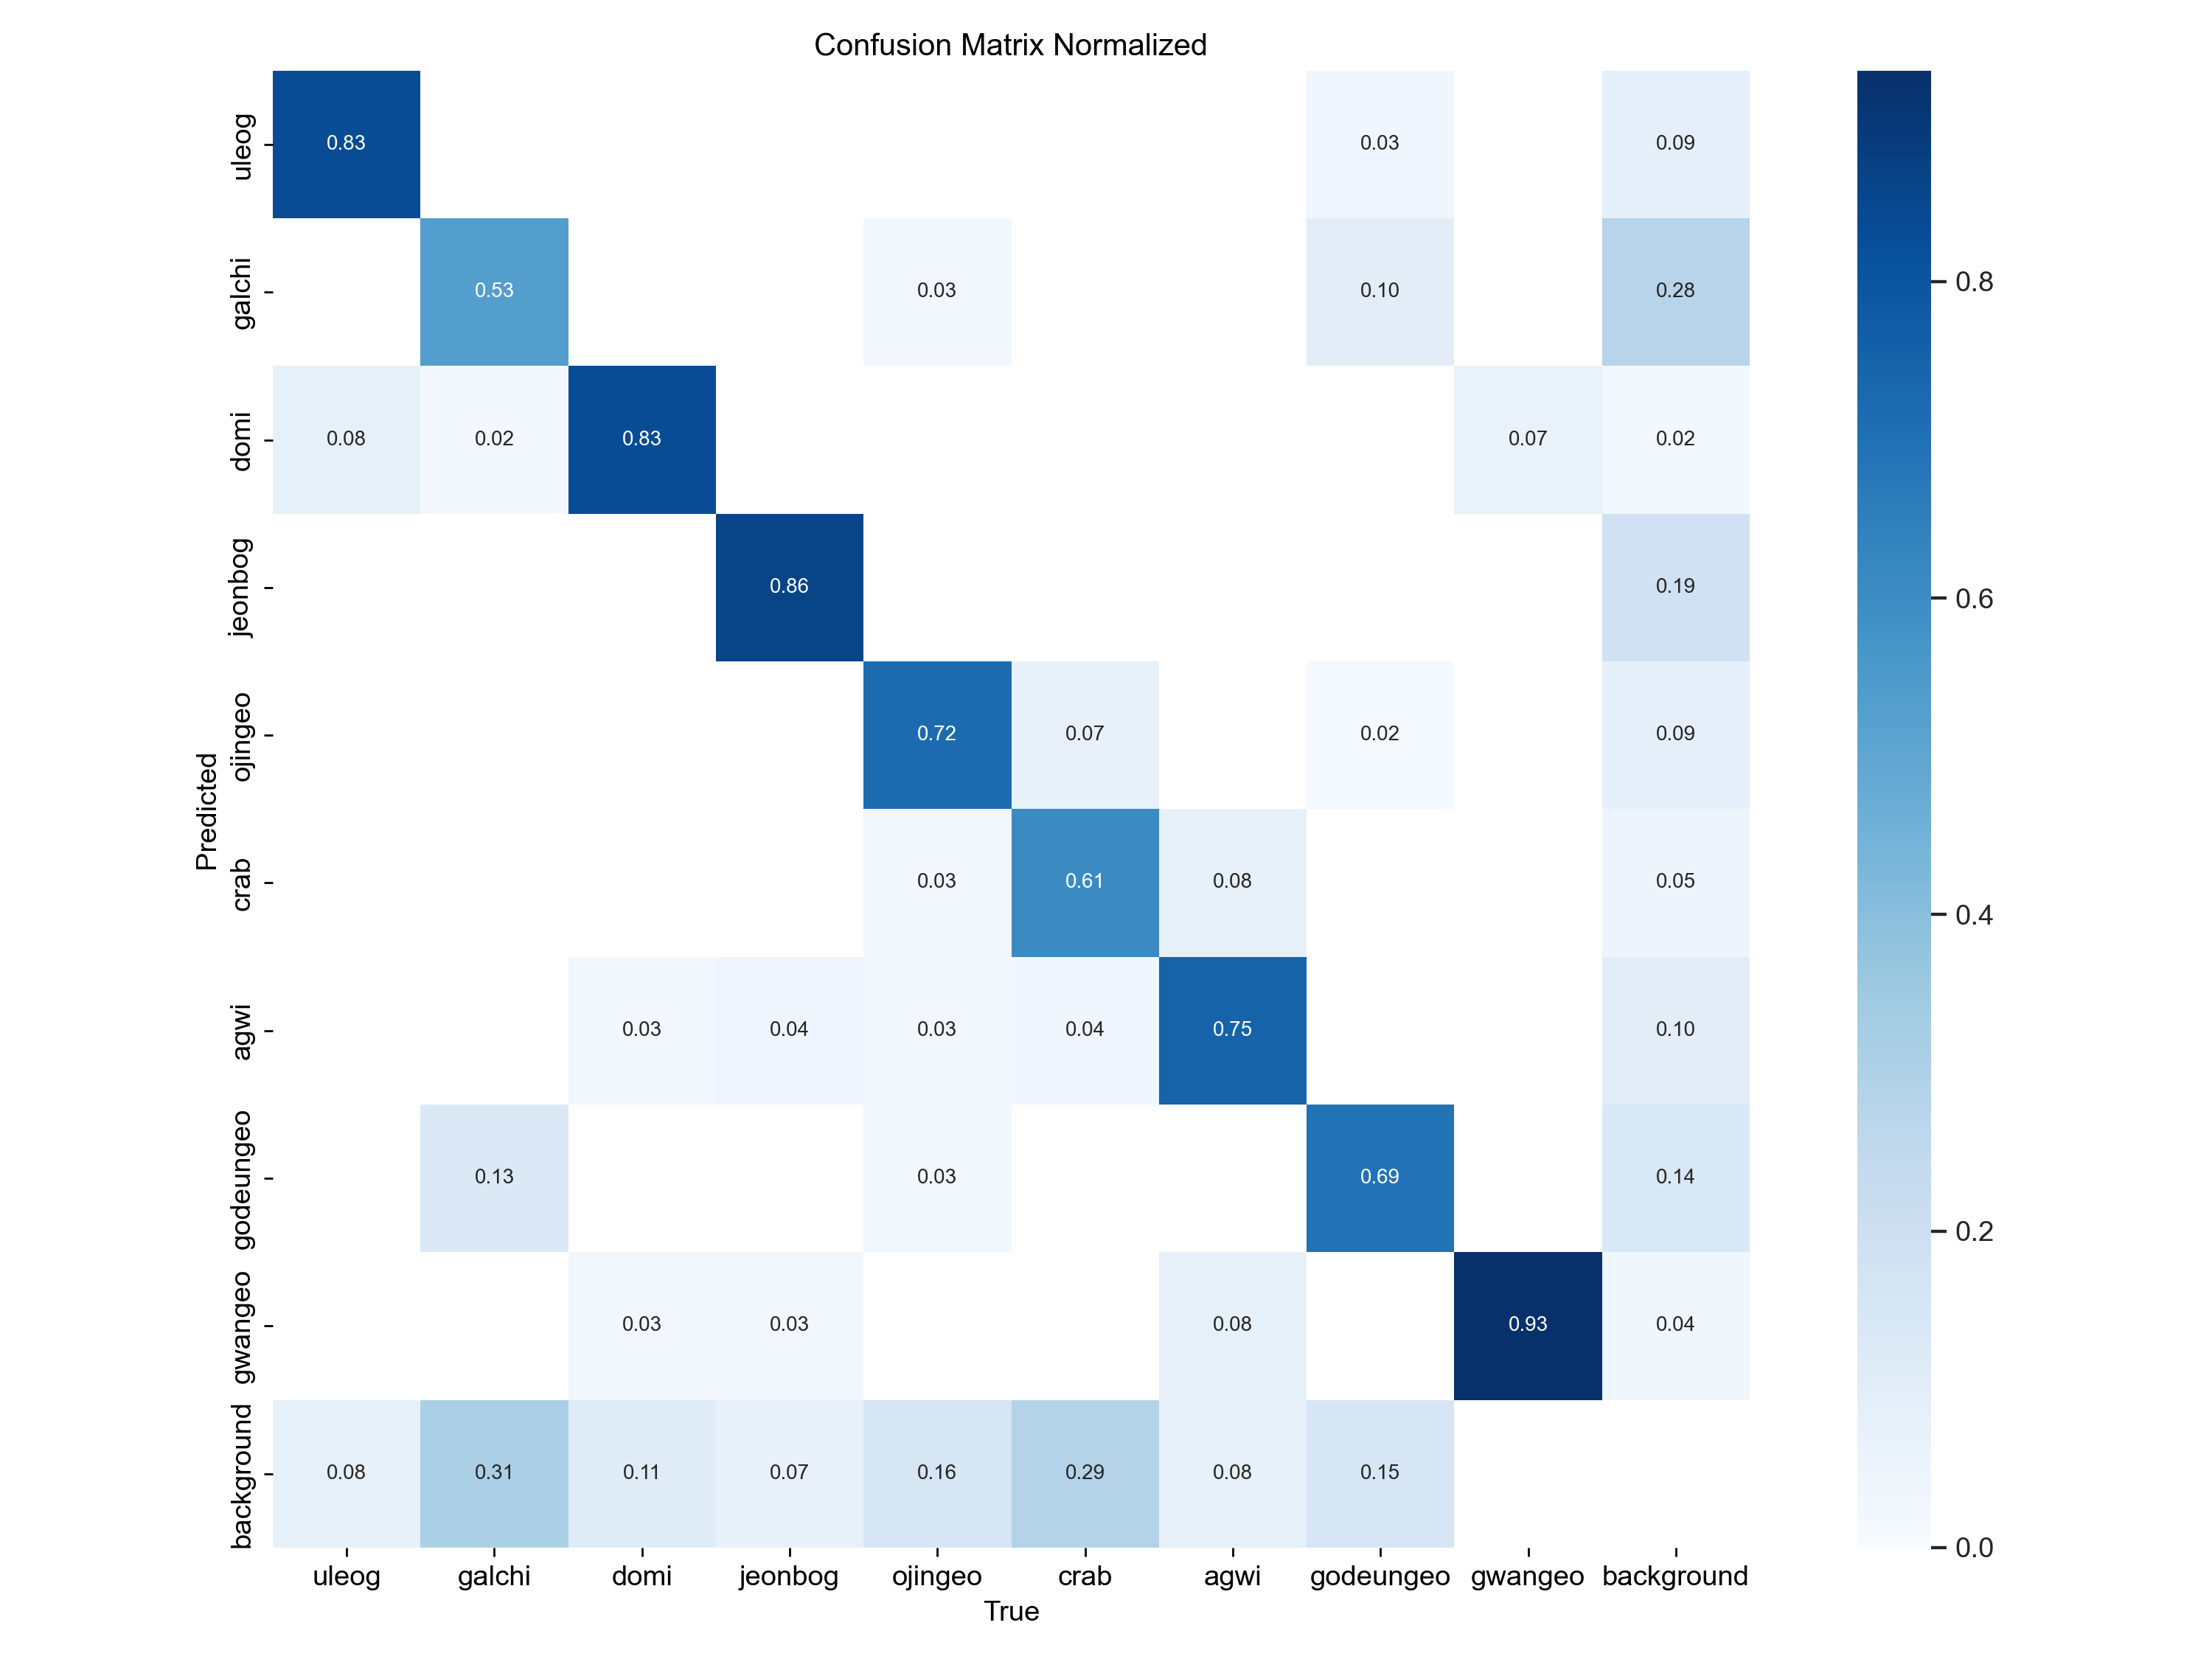 Confusion Matrix Normalized
uleog
0.83 0.03 0.09
galchi
0.53 0.03 0.10 0.28
domi
0.08 0.02 0.83 0.07 0.02
jeonbog
0.86 0.19
ojingeo
0.72 0.07 0.02 0.09
crab
0.03 0.61 0.08 0.05
agwi
0.03 0.04 0.03 0.04 0.75 0.10
godeungeo
0.13 0.03 0.69 0.14
gwangeo
0.03 0.03 0.08 0.93 0.04
background
0.08 0.31 0.11 0.07 0.16 0.29 0.08 0.15
Predicted
uleog galchi domi jeonbog ojingeo crab agwi godeungeo gwangeo background
True
0.8
0.6
0.4
0.2
0.0